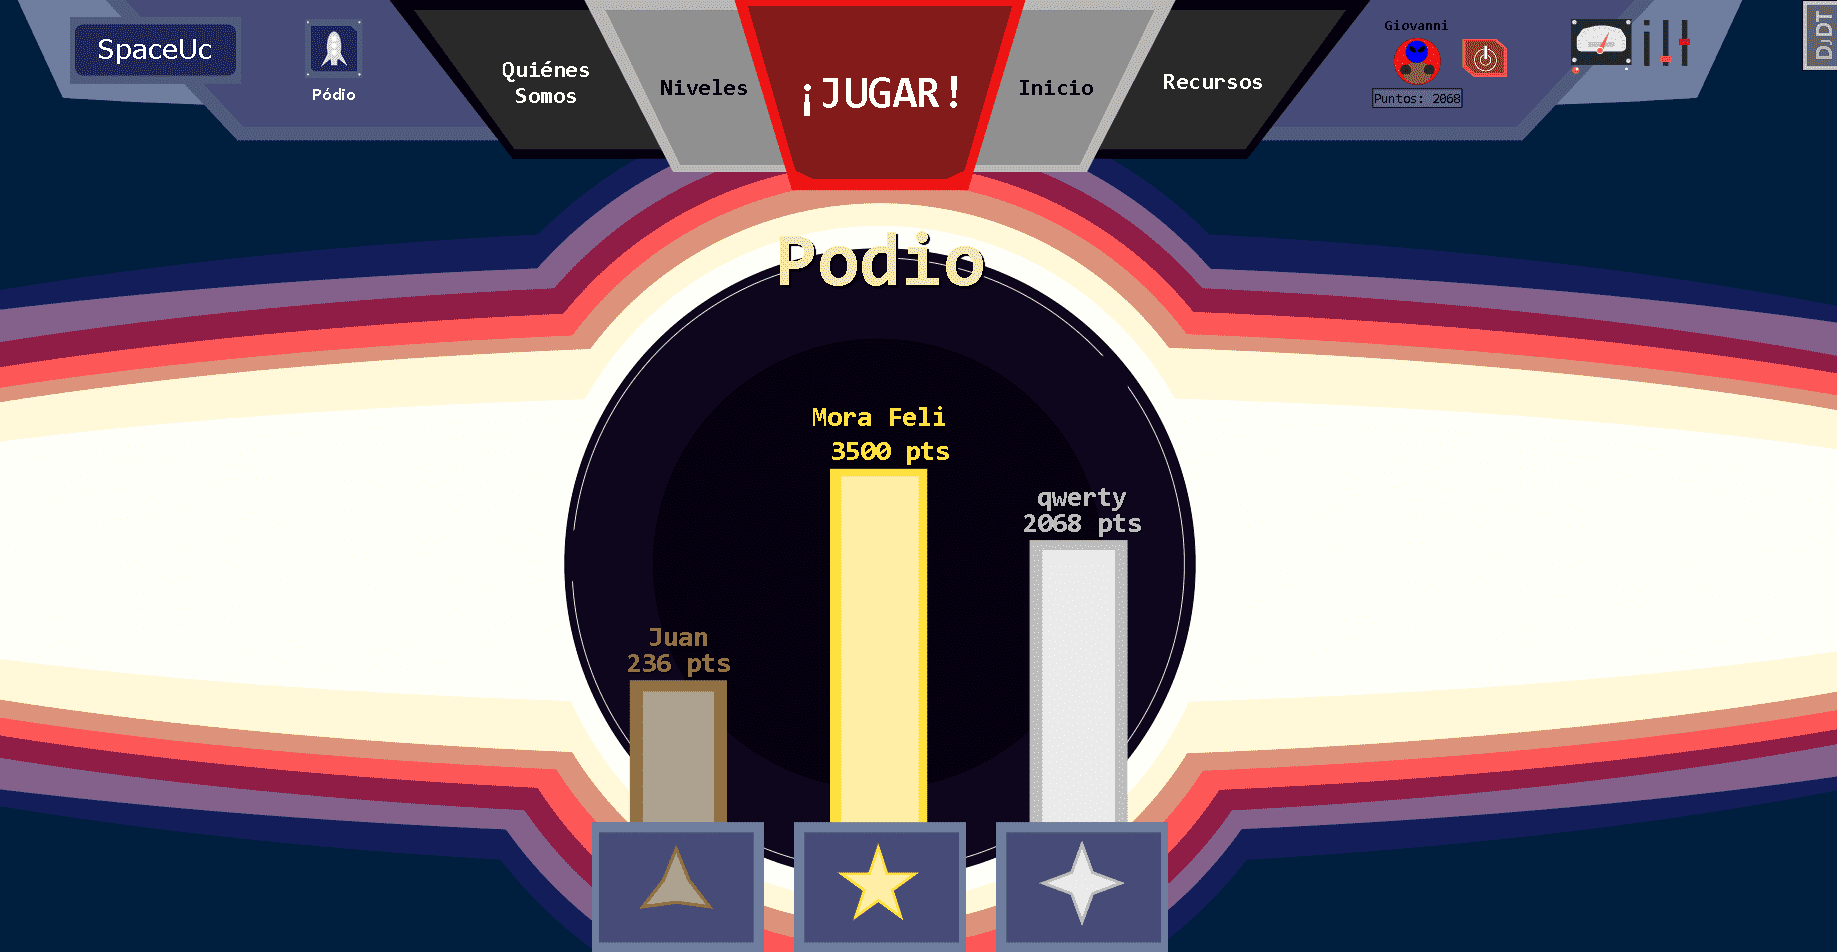 SpaceUc
Pódio
Quiénes
Somos
Niveles
¡JUGAR!
Inicio
Recursos
Giovanni
Puntos: 2068
DJDT
Podio
Mora Feli
3500 pts
qwerty
2068 pts
Juan
236 pts